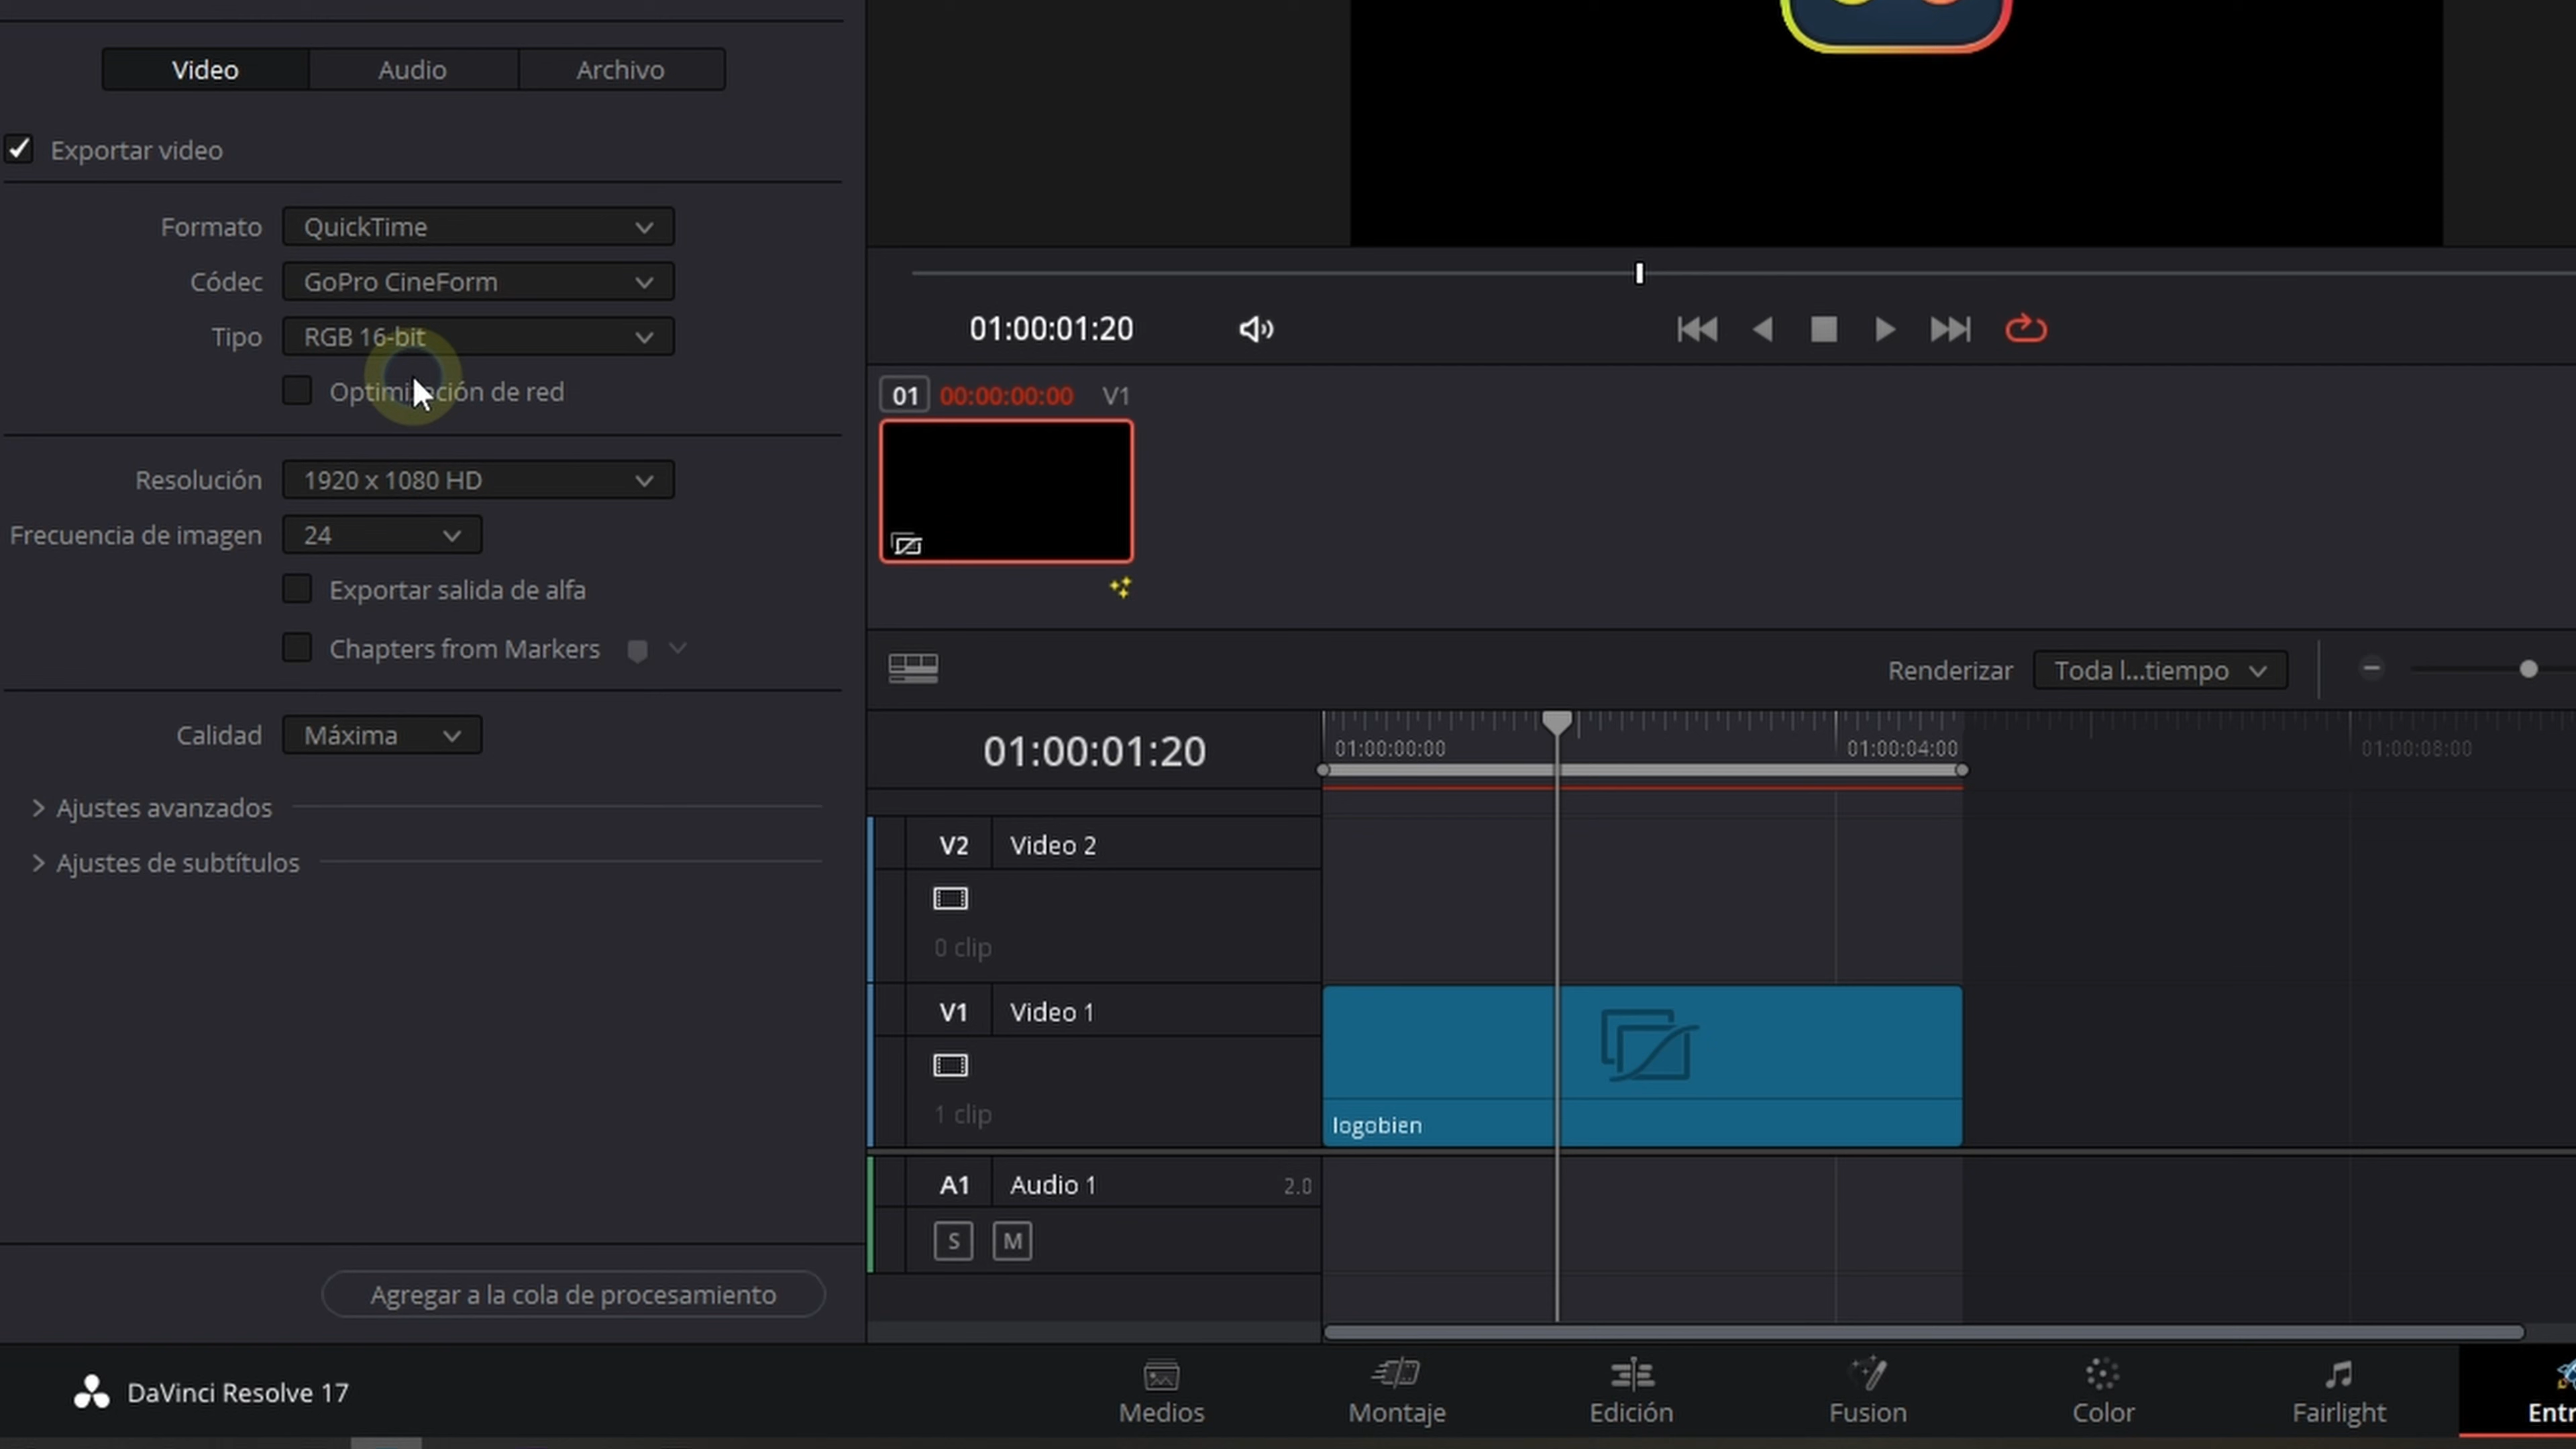 Video Audio Archivo
Exportar video
Formato QuickTime
Códec GoPro CineForm
Tipo RGB 16-bit
Optimización de red
Resolución 1920 x 1080 HD
Frecuencia de imagen 24
Exportar salida de alfa
Chapters from Markers
Calidad Máxima
Ajustes avanzados
Ajustes de subtítulos
Agregar a la cola de procesamiento
01:00:01:20
01 00:00:00:00 V1
Renderizar Toda l...tiempo
01:00:01:20 01:00:00:00 01:00:04:00 01:00:08:00
V2 Video 2
0 clip
V1 Video 1
1 clip
logobien
A1 Audio 1 2.0
S M
DaVinci Resolve 17
Medios Montaje Edición Fusion Color Fairlight Entr